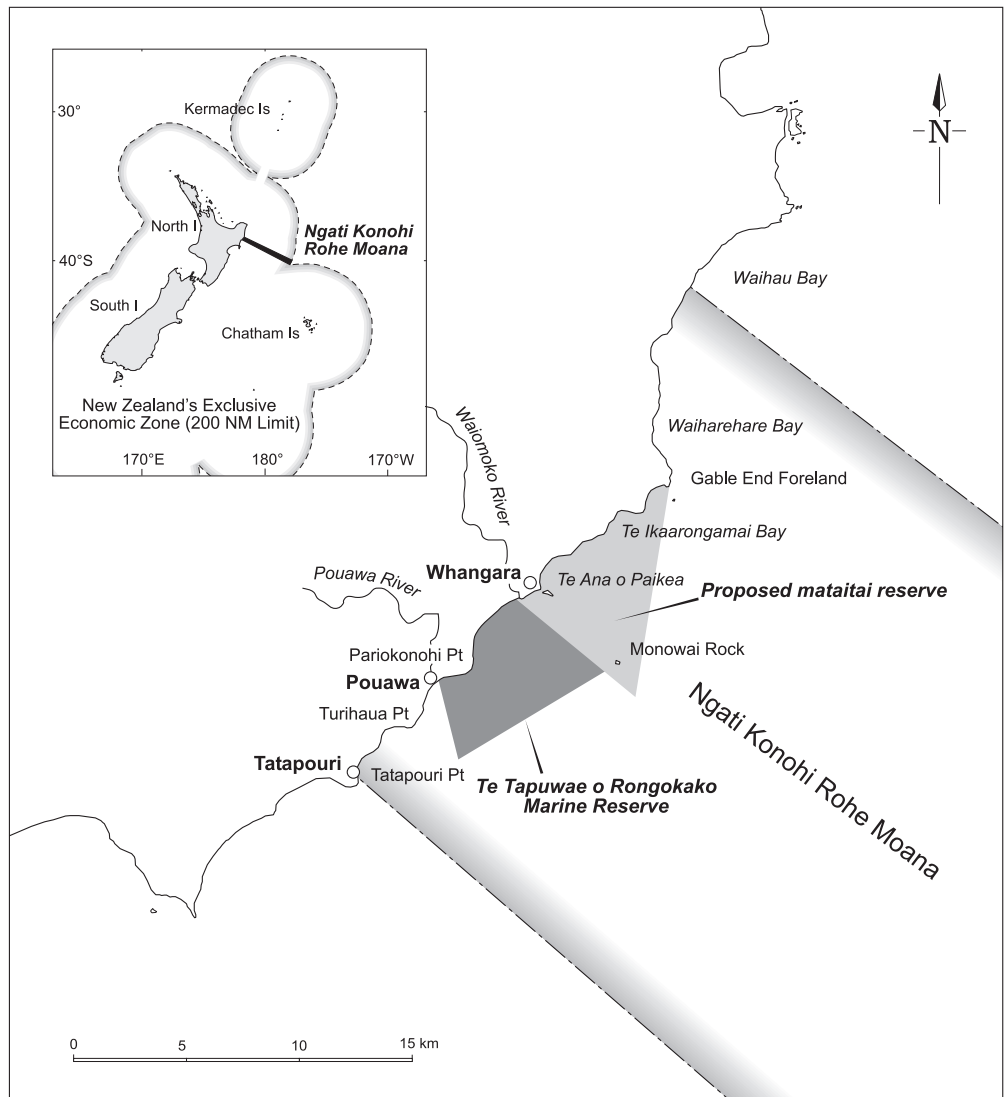 Kermadec Is
30°
North I
Ngati Konohi
Rohe Moana
40°S
South I
Chatham Is
New Zealand's Exclusive
Economic Zone (200 NM Limit)
170°E
180°
170°W
N
Waihau Bay
Waiharehare Bay
Gable End Foreland
Waiomoko River
Te Ikaarongamai Bay
Whangara
Te Ana o Paikea
Pouawa River
Proposed mataitai reserve
Monowai Rock
Pariokonohi Pt
Pouawa
Turihaua Pt
Ngati Konohi Rohe Moana
Tatapouri
Tatapouri Pt
Te Tapuwae o Rongokako
Marine Reserve
0
5
10
15 km